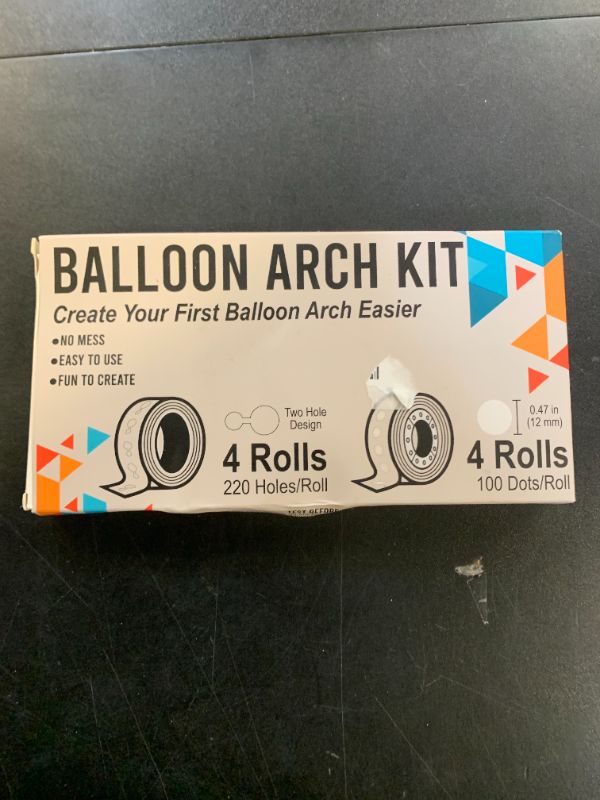 BALLOON ARCH KIT
Create Your First Balloon Arch Easier
•NO MESS
•EASY TO USE
•FUN TO CREATE
Two Hole
Design
4 Rolls
220 Holes/Roll
0.47 in
(12 mm)
4 Rolls
100 Dots/Roll